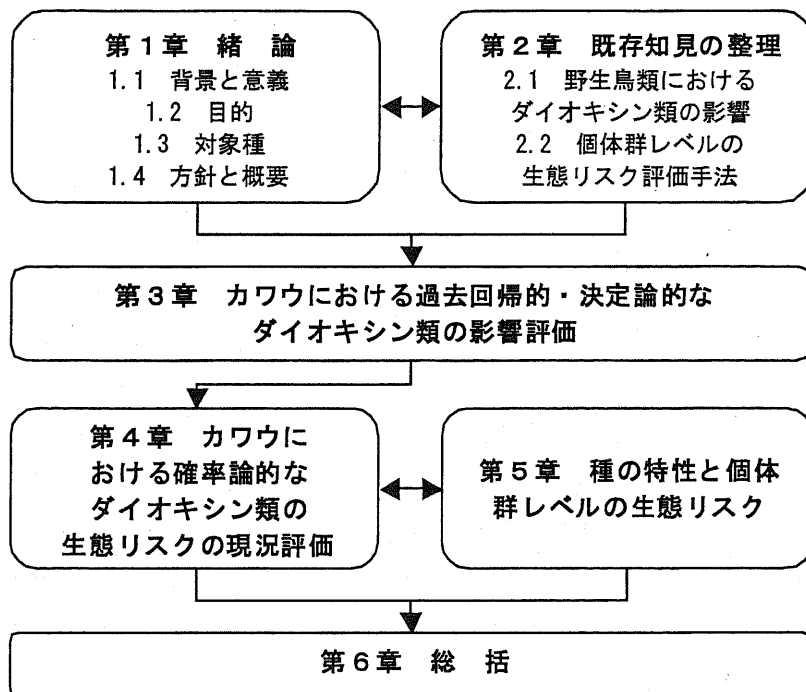 第１章 緒 論
1.1 背景と意義
1.2 目的
1.3 対象種
1.4 方針と概要
第２章 既存知見の整理
2.1 野生鳥類における
ダイオキシン類の影響
2.2 個体群レベルの
生態リスク評価手法
第３章 カワウにおける過去回帰的・決定論的な
ダイオキシン類の影響評価
第４章 カワウに
おける確率論的な
ダイオキシン類の
生態リスクの現況評価
第５章 種の特性と個体
群レベルの生態リスク
第６章 総 括